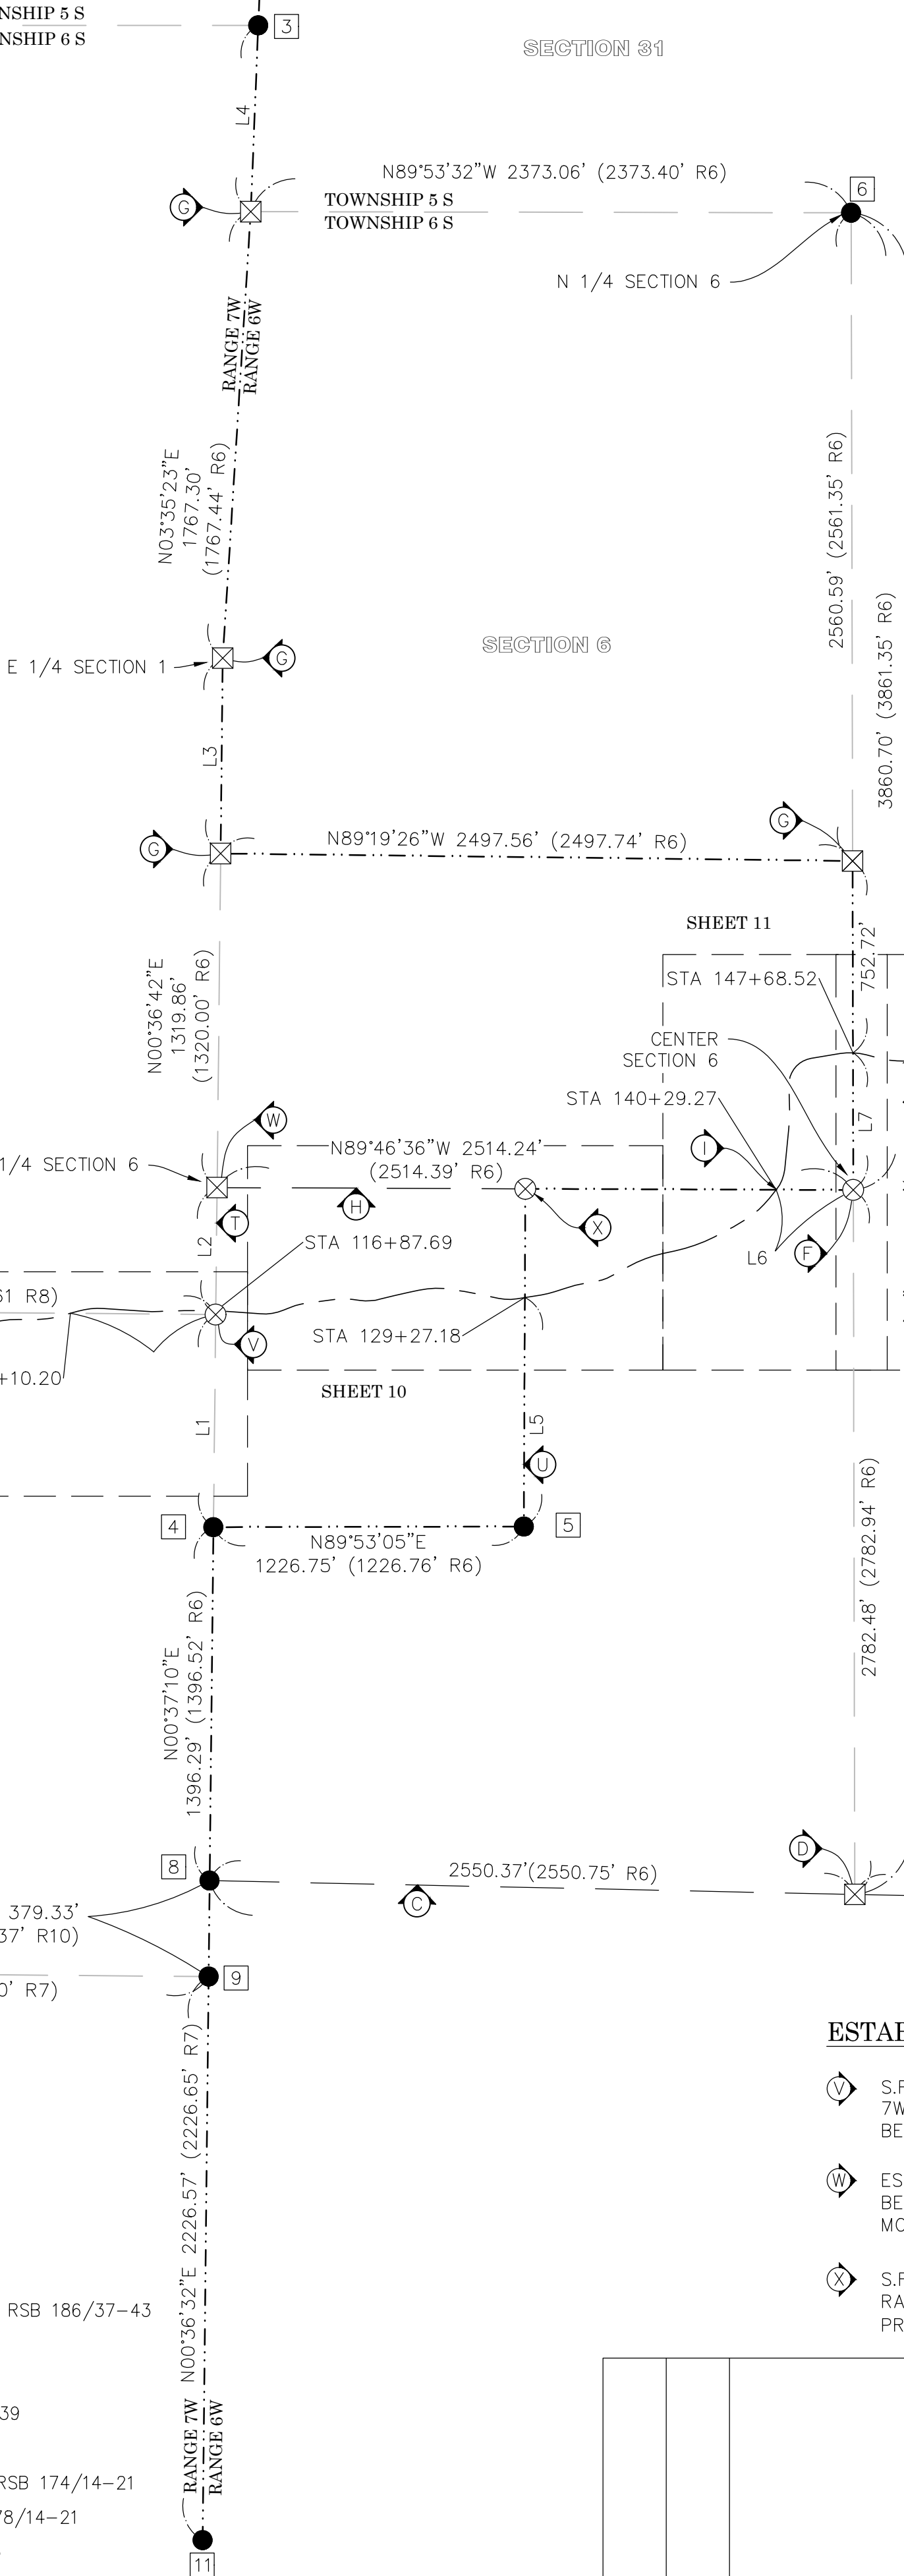 NSHIP 5 S
NSHIP 6 S
3
SECTION 31
L4
N89°53'32"W 2373.06' (2373.40' R6)
TOWNSHIP 5 S
TOWNSHIP 6 S
G
6
N 1/4 SECTION 6
RANGE 7W
RANGE 6W
N03°35'23"E
1767.30'
(1767.44' R6)
2560.59' (2561.35' R6)
3860.70' (3861.35' R6)
SECTION 6
E 1/4 SECTION 1
G
L3
G
N89°19'26"W 2497.56' (2497.74' R6)
G
SHEET 11
752.72'
STA 147+68.52
N00°36'42"E
1319.86'
(1320.00' R6)
CENTER
SECTION 6
STA 140+29.27
L7
W
1/4 SECTION 6
N89°46'36"W 2514.24'
(2514.39' R6)
I
H
X
T
L2
STA 116+87.69
L6
F
61 R8)
V
STA 129+27.18
+10.20
SHEET 10
L1
L5
U
4
5
N89°53'05"E
1226.75' (1226.76' R6)
2782.48' (2782.94' R6)
N00°37'10"E
1396.29' (1396.52' R6)
8
D
2550.37'(2550.75' R6)
C
379.33'
37' R10)
9
0' R7)
N00°36'32"E 2226.57' (2226.65' R7)
ESTAB
V
S.F
7W
BE
W
ES
BE
MO
X
S.F
RA
PR
RSB 186/37-43
39
RANGE 7W
RANGE 6W
RSB 174/14-21
78/14-21
11